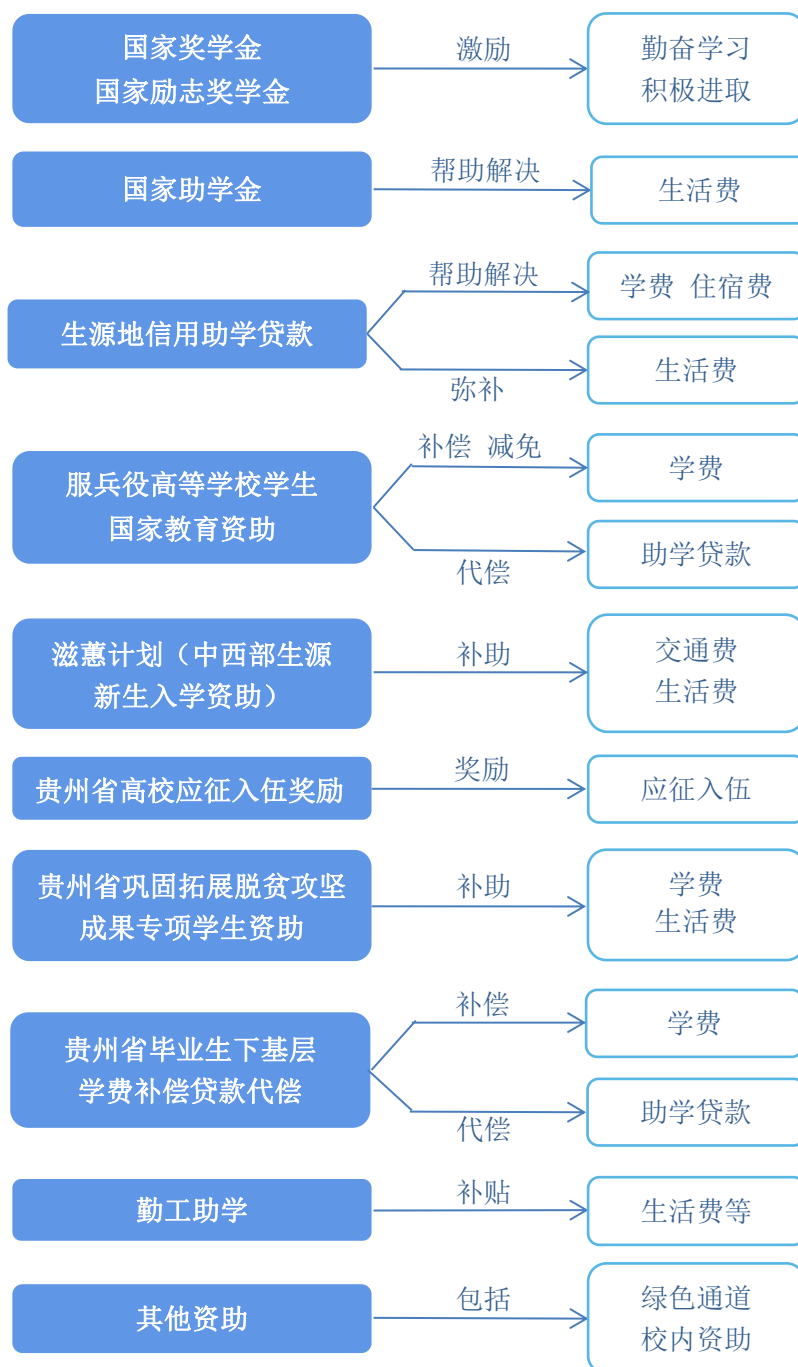 国家奖学金
国家励志奖学金
激励
勤奋学习
积极进取
国家助学金
帮助解决
生活费
生源地信用助学贷款
帮助解决
学费 住宿费
弥补
生活费
服兵役高等学校学生
国家教育资助
补偿 减免
学费
代偿
助学贷款
滋蕙计划（中西部生源
新生入学资助）
补助
交通费
生活费
贵州省高校应征入伍奖励
奖励
应征入伍
贵州省巩固拓展脱贫攻坚
成果专项学生资助
补助
学费
生活费
贵州省毕业生下基层
学费补偿贷款代偿
补偿
学费
代偿
助学贷款
勤工助学
补贴
生活费等
其他资助
包括
绿色通道
校内资助